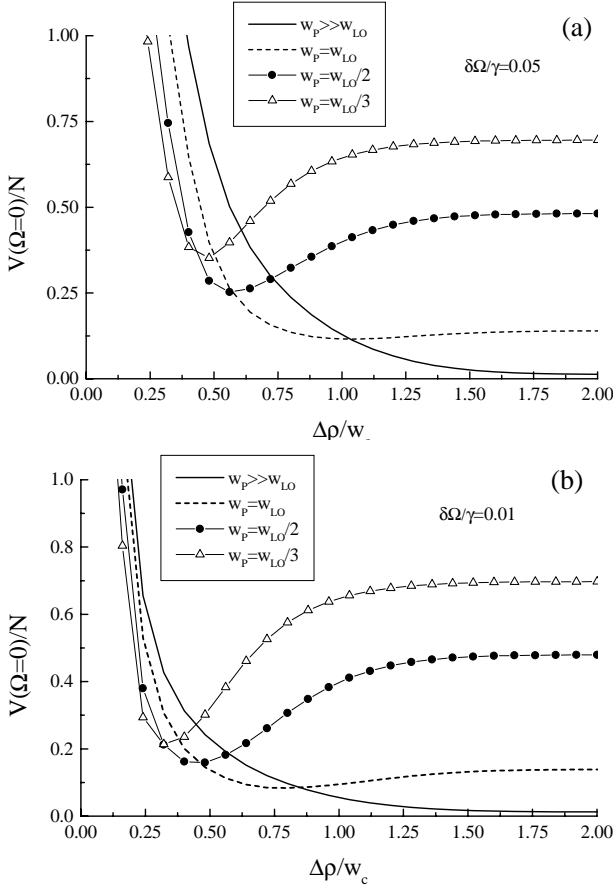 w_P>>w_LO
w_P=w_LO
w_P=w_LO/2
w_P=w_LO/3
(a)
δΩ/γ=0.05
V(Ω=0)/N
1.00
0.75
0.50
0.25
0.00
0.00 0.25 0.50 0.75 1.00 1.25 1.50 1.75 2.00
Δρ/w
w_P>>w_LO
w_P=w_LO
w_P=w_LO/2
w_P=w_LO/3
(b)
δΩ/γ=0.01
V(Ω=0)/N
1.0
0.8
0.6
0.4
0.2
0.0
0.00 0.25 0.50 0.75 1.00 1.25 1.50 1.75 2.00
Δρ/w_c